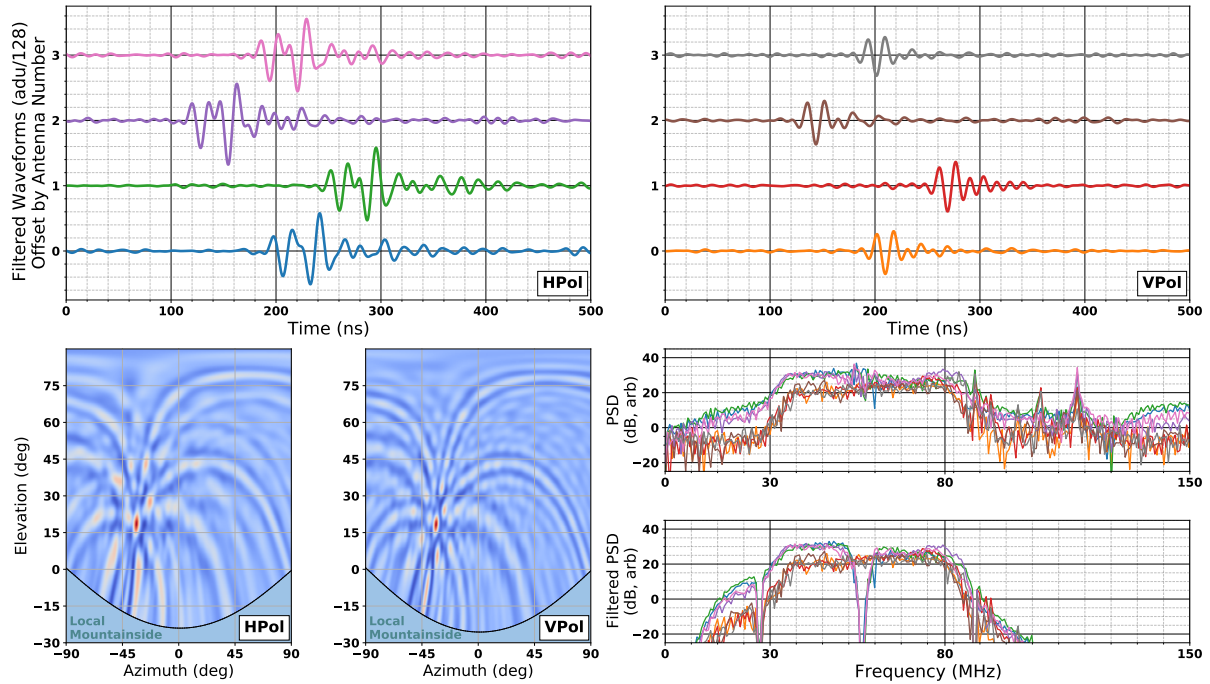 Filtered Waveforms (adu/128)
Offset by Antenna Number
3
2
1
0
HPol
0 100 200 300 400 500
Time (ns)
3
2
1
0
VPol
0 100 200 300 400 500
Time (ns)
Elevation (deg)
75
60
45
30
15
0
−15
−30
Local
Mountainside
HPol
−90 −45 0 45 90
Azimuth (deg)
75
60
45
30
15
0
−15
−30
Local
Mountainside
VPol
−90 −45 0 45 90
Azimuth (deg)
PSD
(dB, arb)
40
20
0
−20
0 30 80 150
Filtered PSD
(dB, arb)
40
20
0
−20
0 30 80 150
Frequency (MHz)